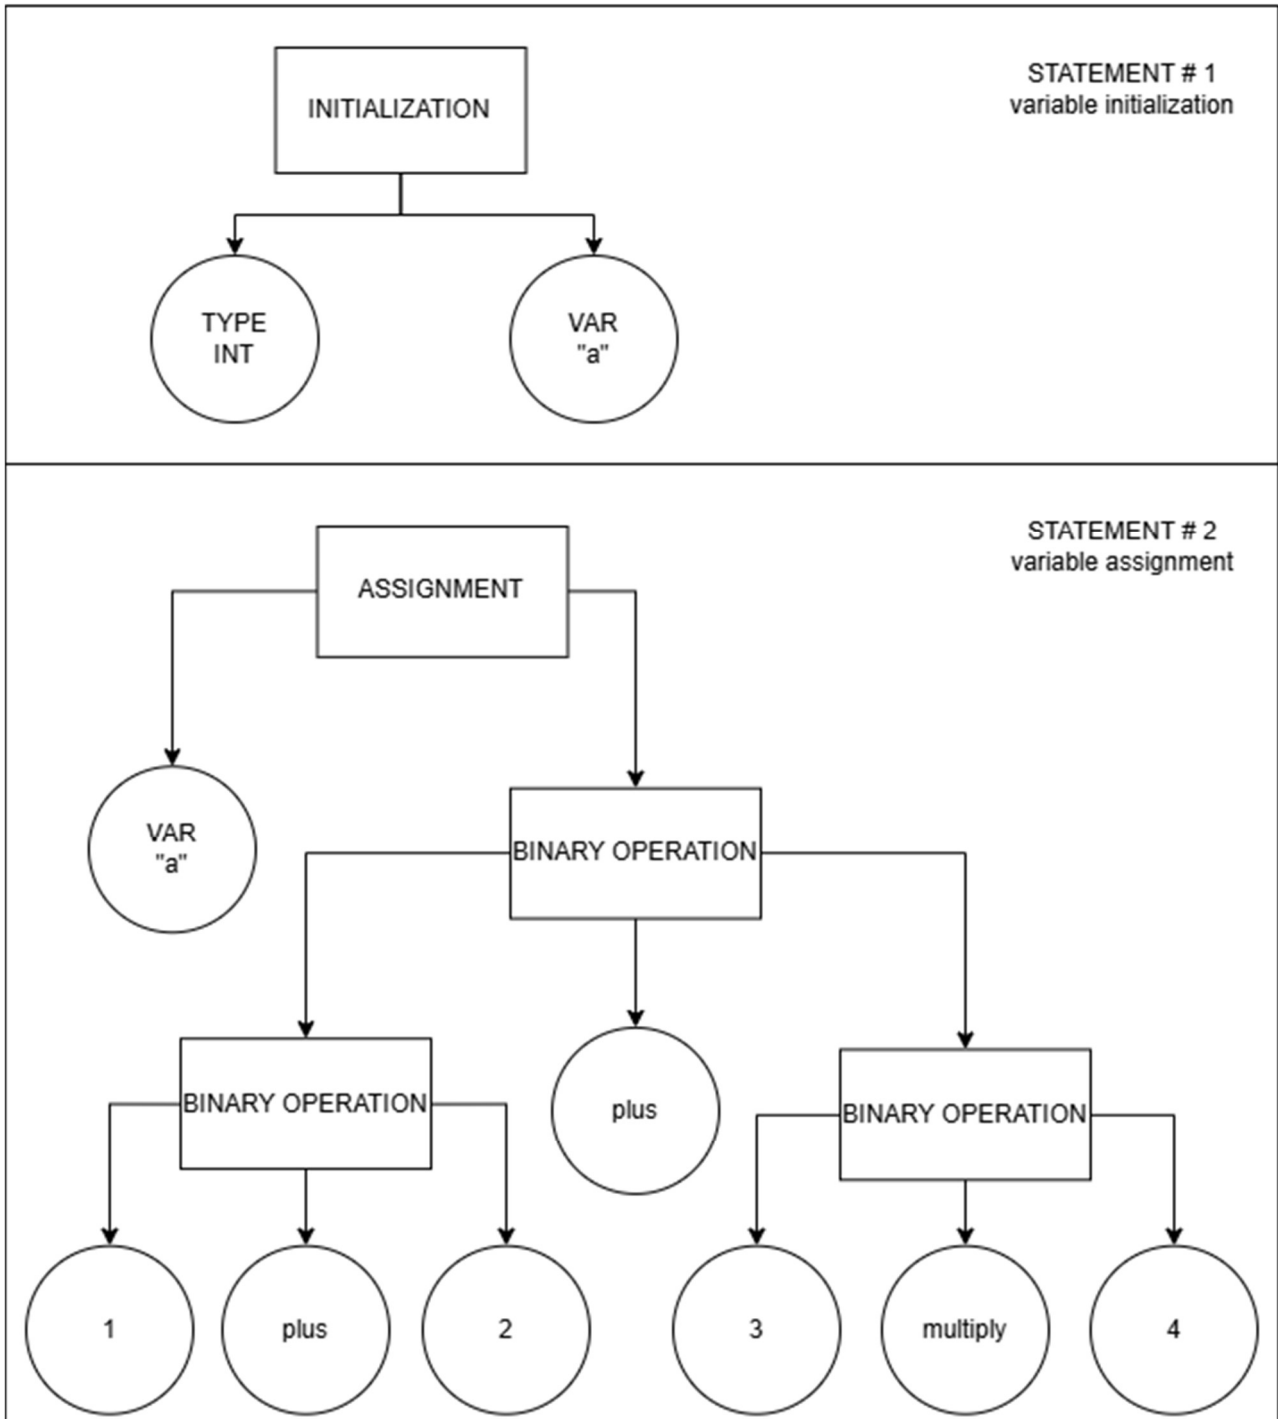 INITIALIZATION
STATEMENT # 1
variable initialization
TYPE
INT
VAR
"a"
STATEMENT # 2
variable assignment
ASSIGNMENT
VAR
"a"
BINARY OPERATION
BINARY OPERATION
plus
BINARY OPERATION
1
plus
2
3
multiply
4